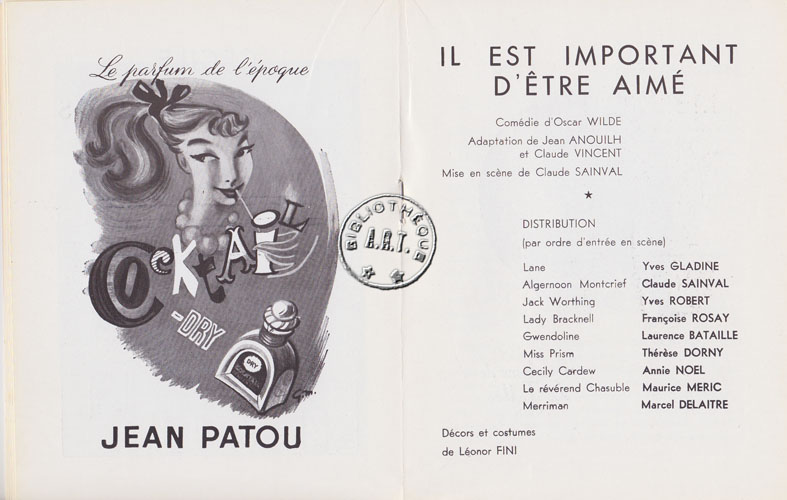 Le parfum de l'époque
COCKTAIL
-DRY
DRY
G.M.
JEAN PATOU
BIBLIOTHÈQUE
A.R.T.
IL EST IMPORTANT
D'ÊTRE AIMÉ
Comédie d'Oscar WILDE
Adaptation de Jean ANOUILH
et Claude VINCENT
Mise en scène de Claude SAINVAL
DISTRIBUTION
(par ordre d'entrée en scène)
Lane Yves GLADINE
Algernoon Montcrief Claude SAINVAL
Jack Worthing Yves ROBERT
Lady Bracknell Françoise ROSAY
Gwendoline Laurence BATAILLE
Miss Prism Thérèse DORNY
Cecily Cardew Annie NOEL
Le révérend Chasuble Maurice MERIC
Merriman Marcel DELAITRE
Décors et costumes
de Léonor FINI